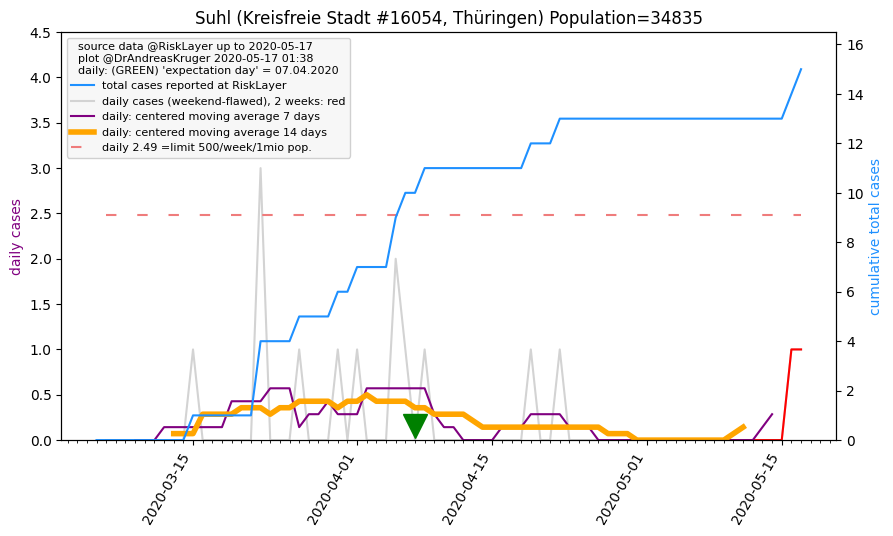 Suhl (Kreisfreie Stadt #16054, Thüringen) Population=34835
source data @RiskLayer up to 2020-05-17
plot @DrAndreasKruger 2020-05-17 01:38
daily: (GREEN) 'expectation day' = 07.04.2020
total cases reported at RiskLayer
daily cases (weekend-flawed), 2 weeks: red
daily: centered moving average 7 days
daily: centered moving average 14 days
daily 2.49 =limit 500/week/1mio pop.
daily cases
4.5
4.0
3.5
3.0
2.5
2.0
1.5
1.0
0.5
0.0
16
14
12
10
8
6
4
2
0
cumulative total cases
2020-03-15
2020-04-01
2020-04-15
2020-05-01
2020-05-15